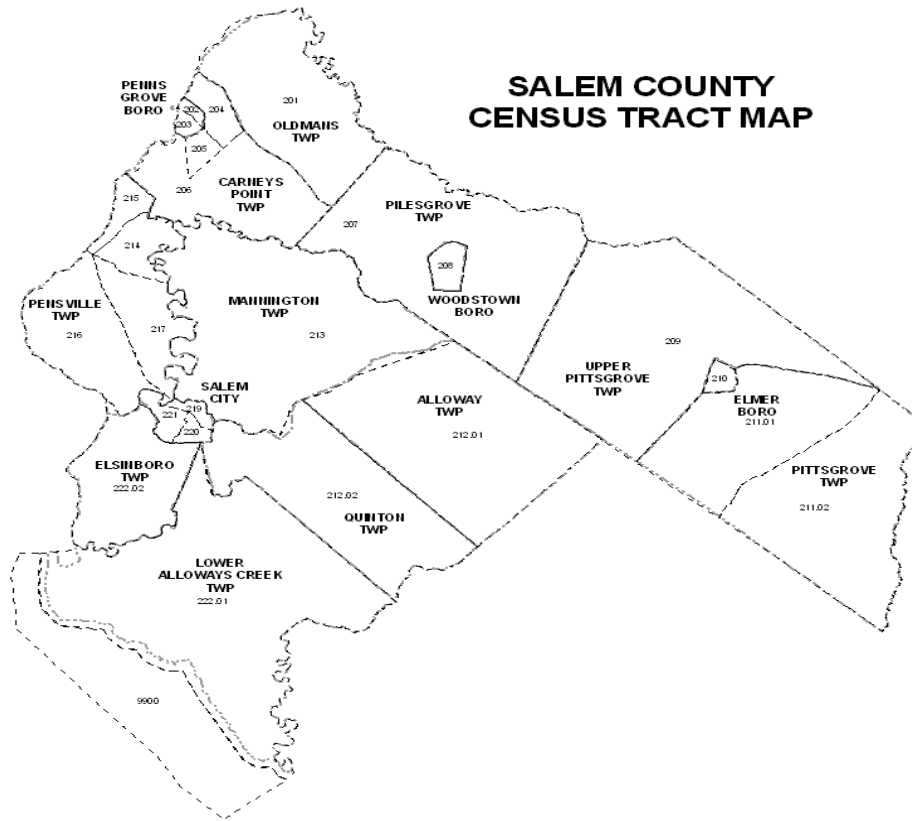 SALEM COUNTY
CENSUS TRACT MAP
PENNS
GROVE
BORO
202
204
203
205
201
OLDMANS
TWP
206
CARNEYS
POINT
TWP
215
214
207
PILESGROVE
TWP
208
WOODSTOWN
BORO
PENSVILLE
TWP
216
217
MANNINGTON
TWP
213
209
UPPER
PITTSGROVE
TWP
210
ELMER
BORO
211.01
SALEM
CITY
221
219
220
ALLOWAY
TWP
212.01
PITTSGROVE
TWP
211.02
ELSINBORO
TWP
222.02
212.02
QUINTON
TWP
LOWER
ALLOWAYS CREEK
TWP
222.01
9900